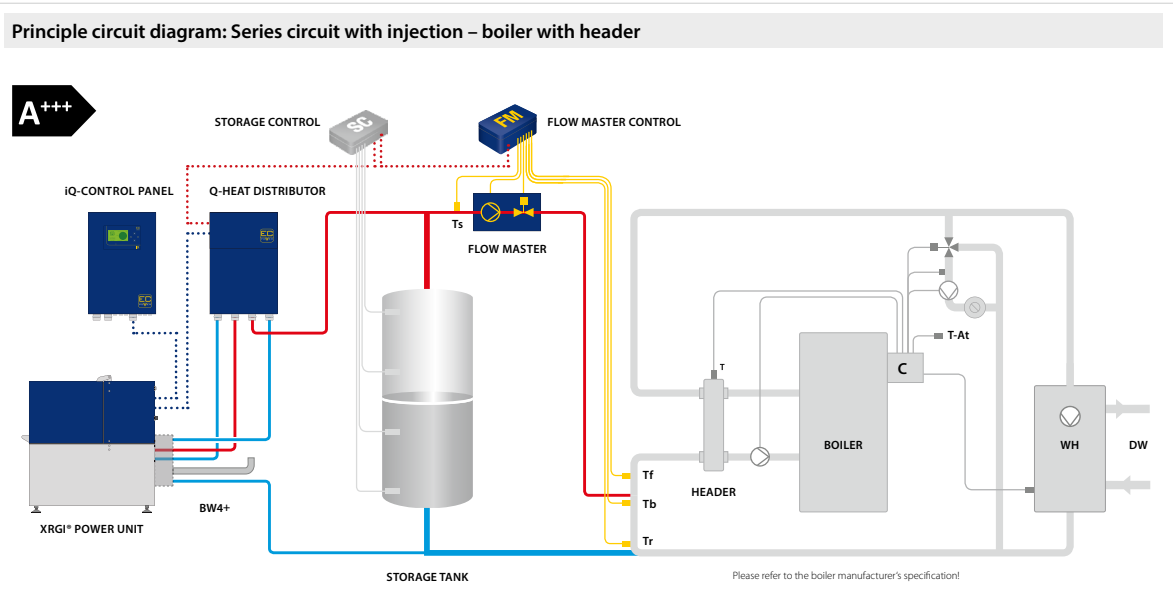 Principle circuit diagram: Series circuit with injection – boiler with header
A+++
STORAGE CONTROL
SC
FM
FLOW MASTER CONTROL
iQ-CONTROL PANEL
Q-HEAT DISTRIBUTOR
EC
EC
Ts
FLOW MASTER
T-At
T
C
BOILER
WH
DW
HEADER
Tf
Tb
Tr
BW4+
XRGI® POWER UNIT
STORAGE TANK
Please refer to the boiler manufacturer's specification!